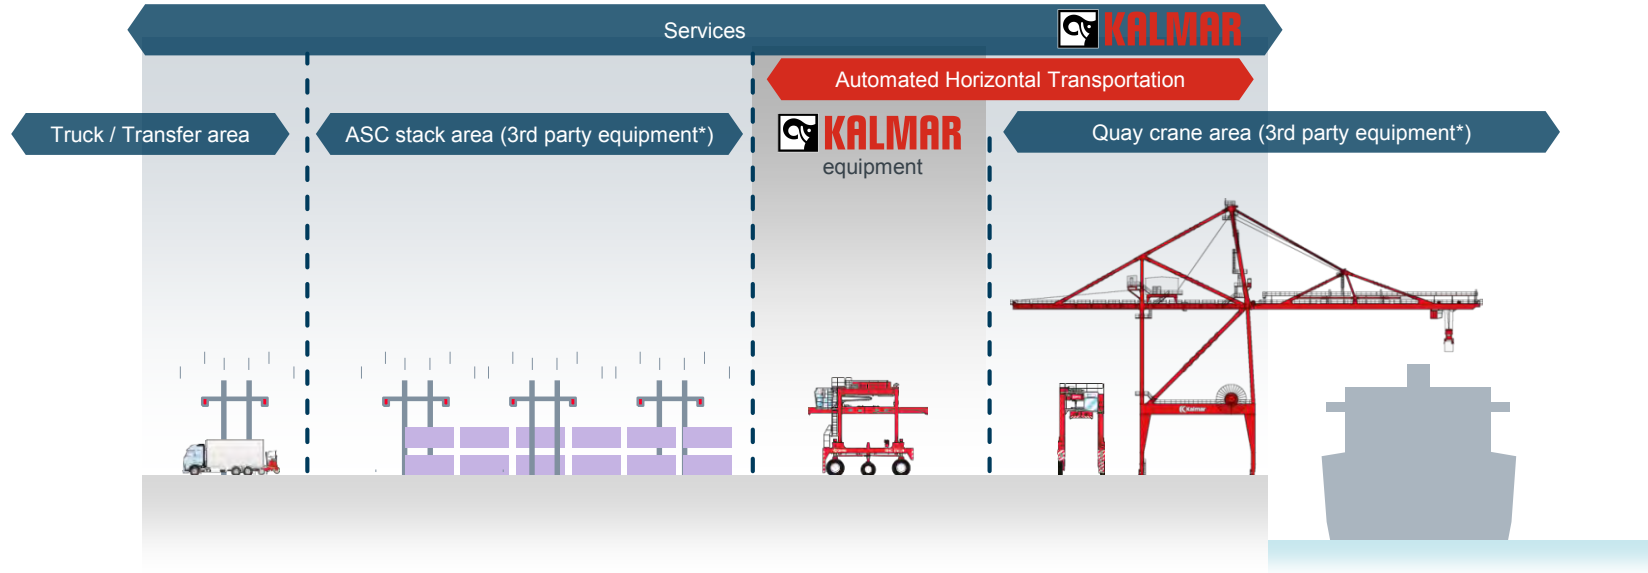 Services
KALMAR
Automated Horizontal Transportation
Truck / Transfer area
ASC stack area (3rd party equipment*)
KALMAR
equipment
Quay crane area (3rd party equipment*)
Kalmar